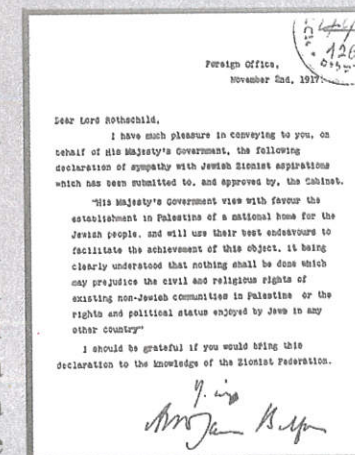 126
Foreign Office,
November 2nd, 1917.
Dear Lord Rothschild,
I have much pleasure in conveying to you, on
behalf of His Majesty's Government, the following
declaration of sympathy with Jewish Zionist aspirations
which has been submitted to, and approved by, the Cabinet.
"His Majesty's Government view with favour the
establishment in Palestine of a national home for the
Jewish people, and will use their best endeavours to
facilitate the achievement of this object, it being
clearly understood that nothing shall be done which
may prejudice the civil and religious rights of
existing non-Jewish communities in Palestine or the
rights and political status enjoyed by Jews in any
other country"
I should be grateful if you would bring this
declaration to the knowledge of the Zionist Federation.